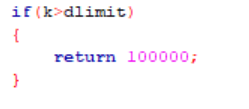 if(k>dlimit)
{
    return 100000;
}